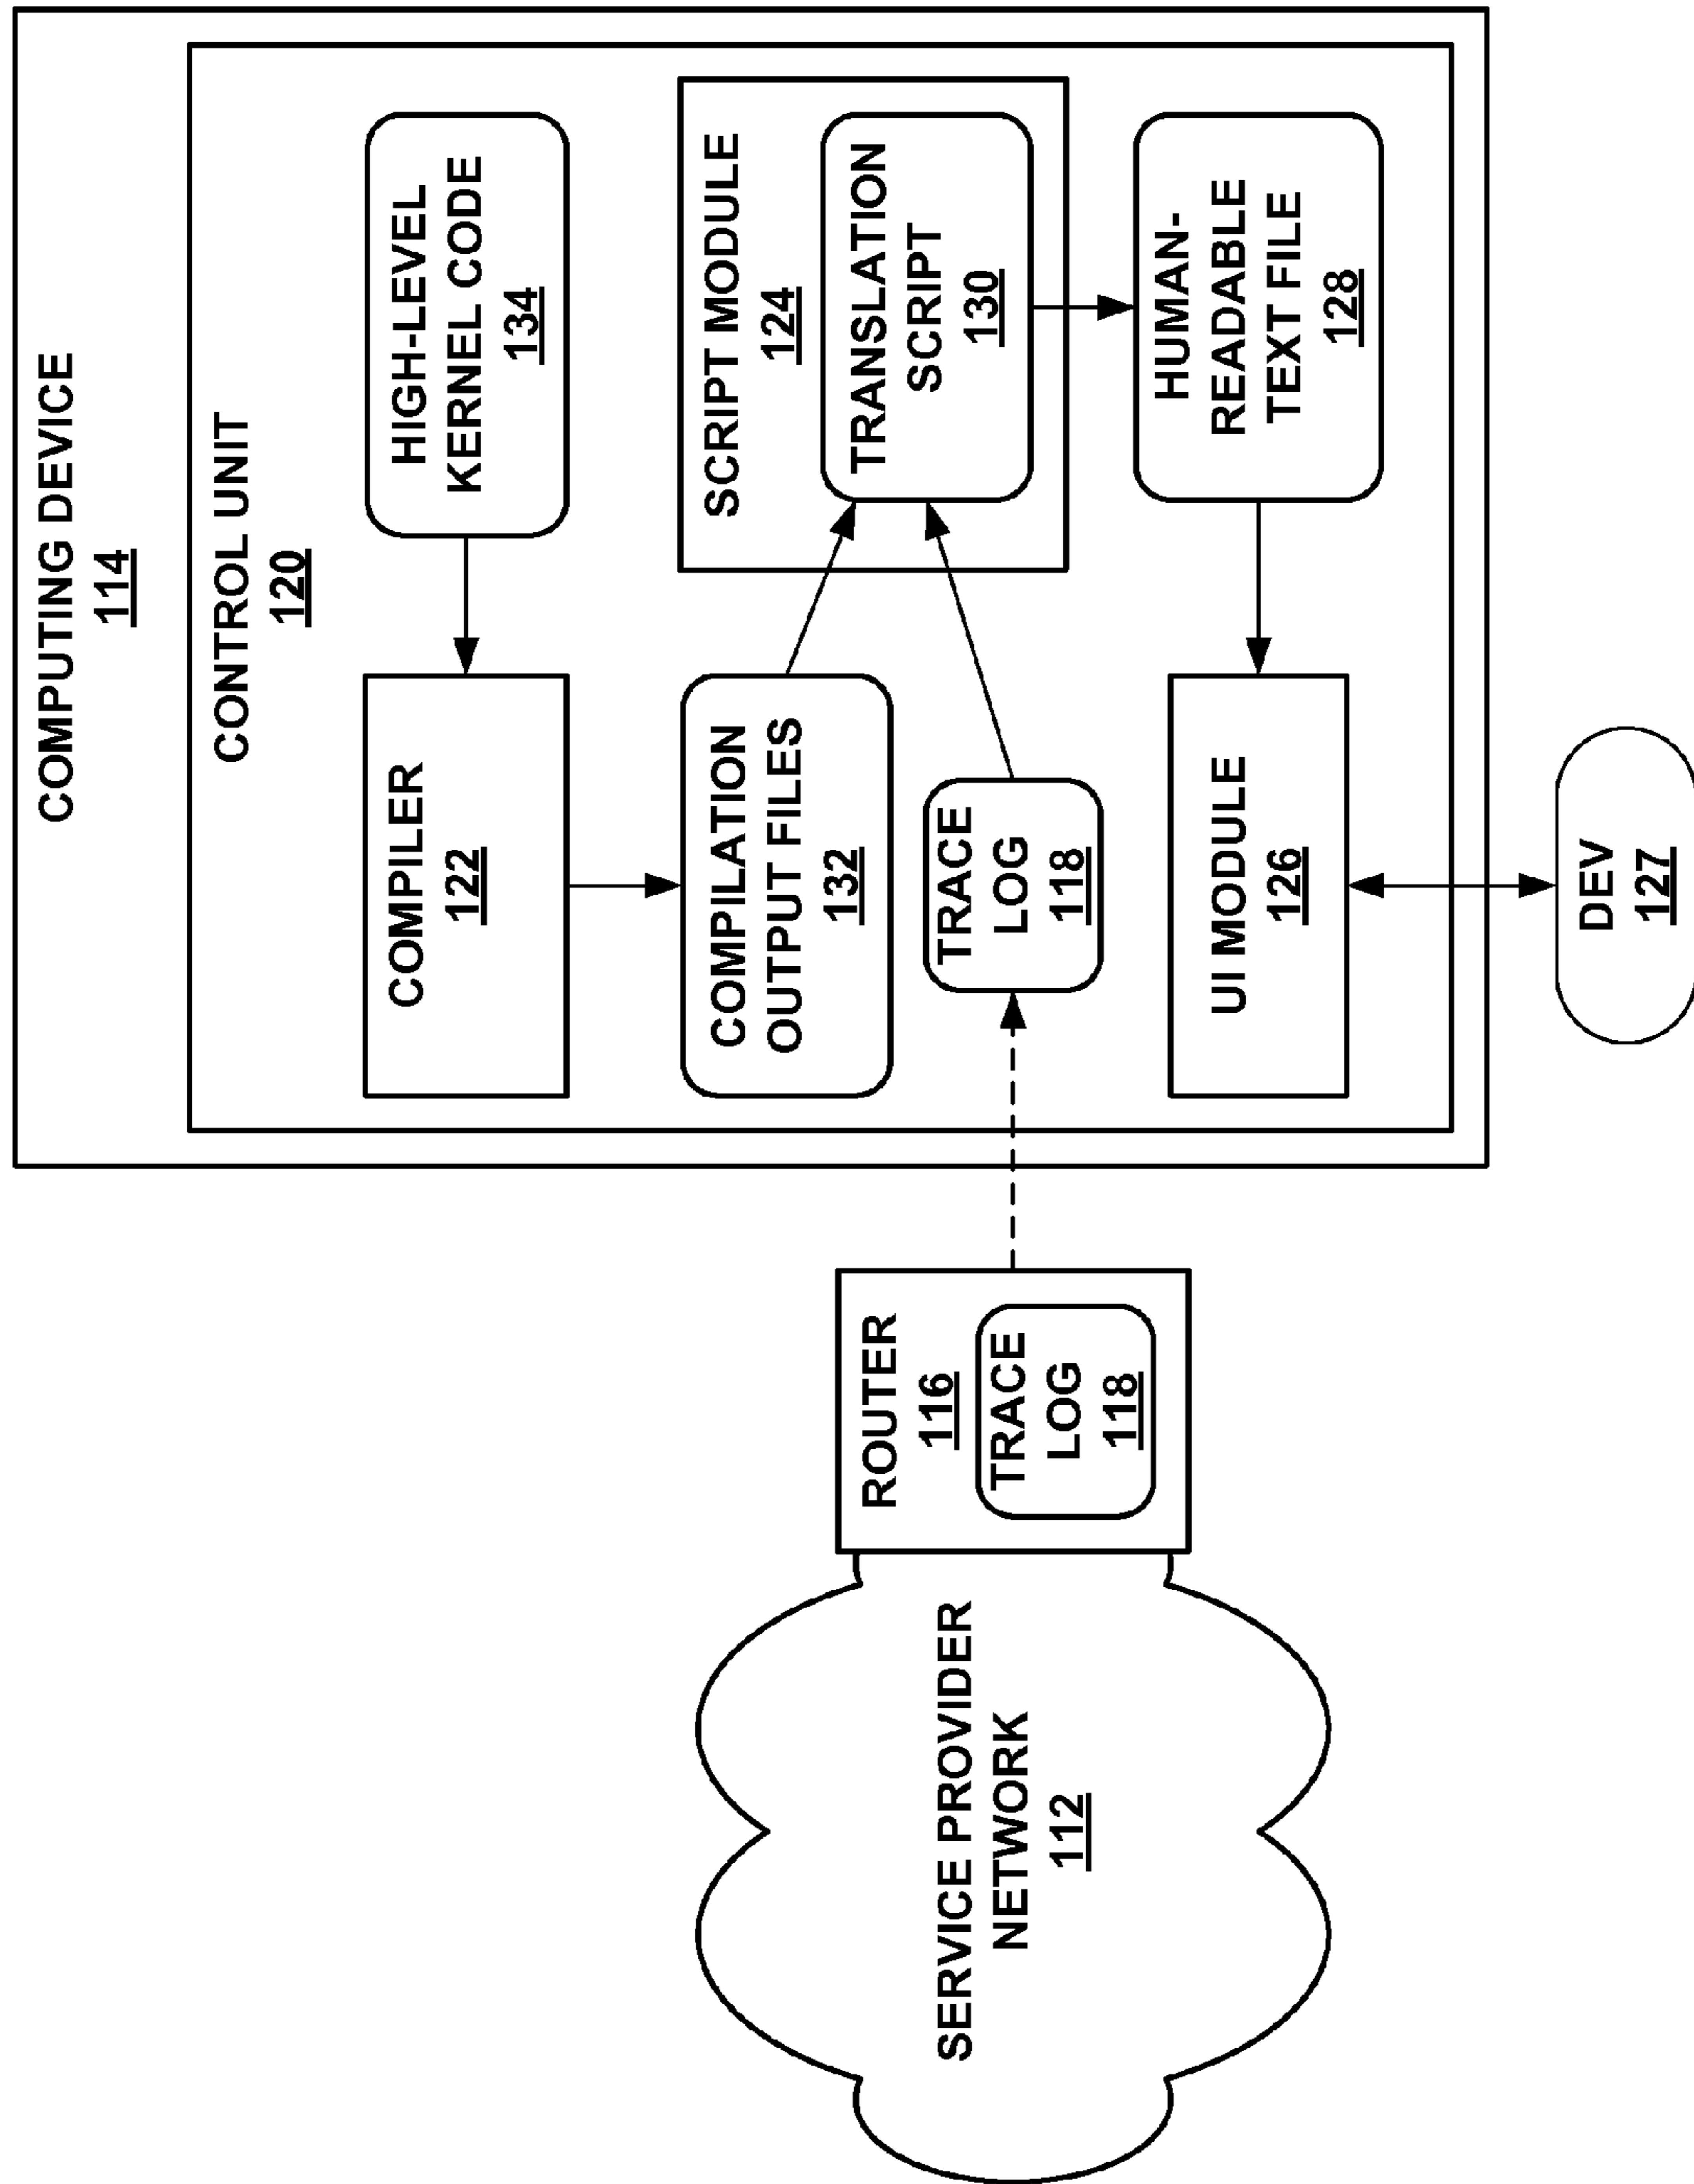 COMPUTING DEVICE
114
CONTROL UNIT
120
COMPILER
122
HIGH-LEVEL
KERNEL CODE
134
COMPILATION
OUTPUT FILES
132
SCRIPT MODULE
124
TRANSLATION
SCRIPT
130
TRACE
LOG
118
HUMAN-
READABLE
TEXT FILE
128
UI MODULE
126
DEV
127
ROUTER
116
TRACE
LOG
118
SERVICE PROVIDER
NETWORK
112